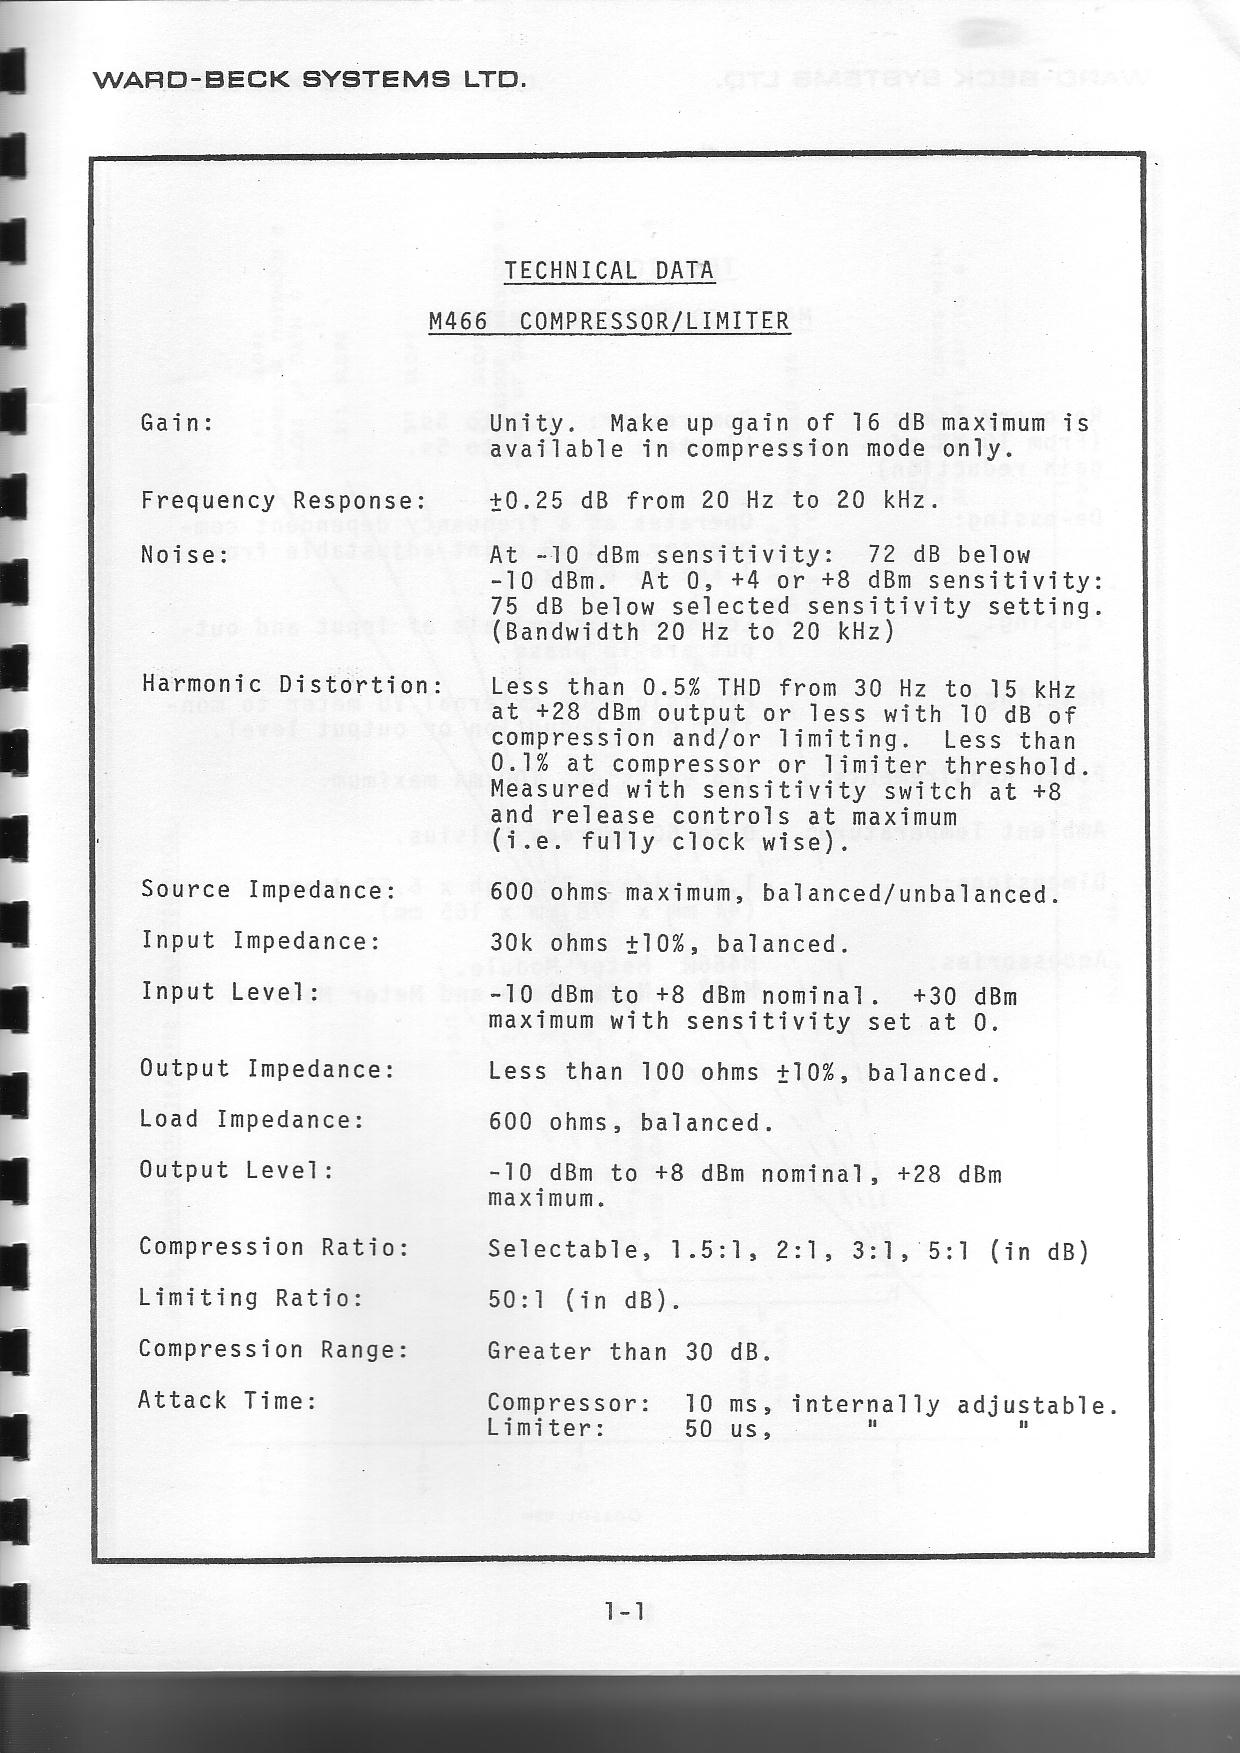 WARD-BECK SYSTEMS LTD.
TECHNICAL DATA
M466 COMPRESSOR/LIMITER
Gain: Unity. Make up gain of 16 dB maximum is
available in compression mode only.
Frequency Response: ±0.25 dB from 20 Hz to 20 kHz.
Noise: At -10 dBm sensitivity: 72 dB below
-10 dBm. At 0, +4 or +8 dBm sensitivity:
75 dB below selected sensitivity setting.
(Bandwidth 20 Hz to 20 kHz)
Harmonic Distortion: Less than 0.5% THD from 30 Hz to 15 kHz
at +28 dBm output or less with 10 dB of
compression and/or limiting. Less than
0.1% at compressor or limiter threshold.
Measured with sensitivity switch at +8
and release controls at maximum
(i.e. fully clock wise).
Source Impedance: 600 ohms maximum, balanced/unbalanced.
Input Impedance: 30k ohms ±10%, balanced.
Input Level: -10 dBm to +8 dBm nominal. +30 dBm
maximum with sensitivity set at 0.
Output Impedance: Less than 100 ohms ±10%, balanced.
Load Impedance: 600 ohms, balanced.
Output Level: -10 dBm to +8 dBm nominal, +28 dBm
maximum.
Compression Ratio: Selectable, 1.5:1, 2:1, 3:1, 5:1 (in dB)
Limiting Ratio: 50:1 (in dB).
Compression Range: Greater than 30 dB.
Attack Time: Compressor: 10 ms, internally adjustable.
Limiter: 50 us, " "
1-1